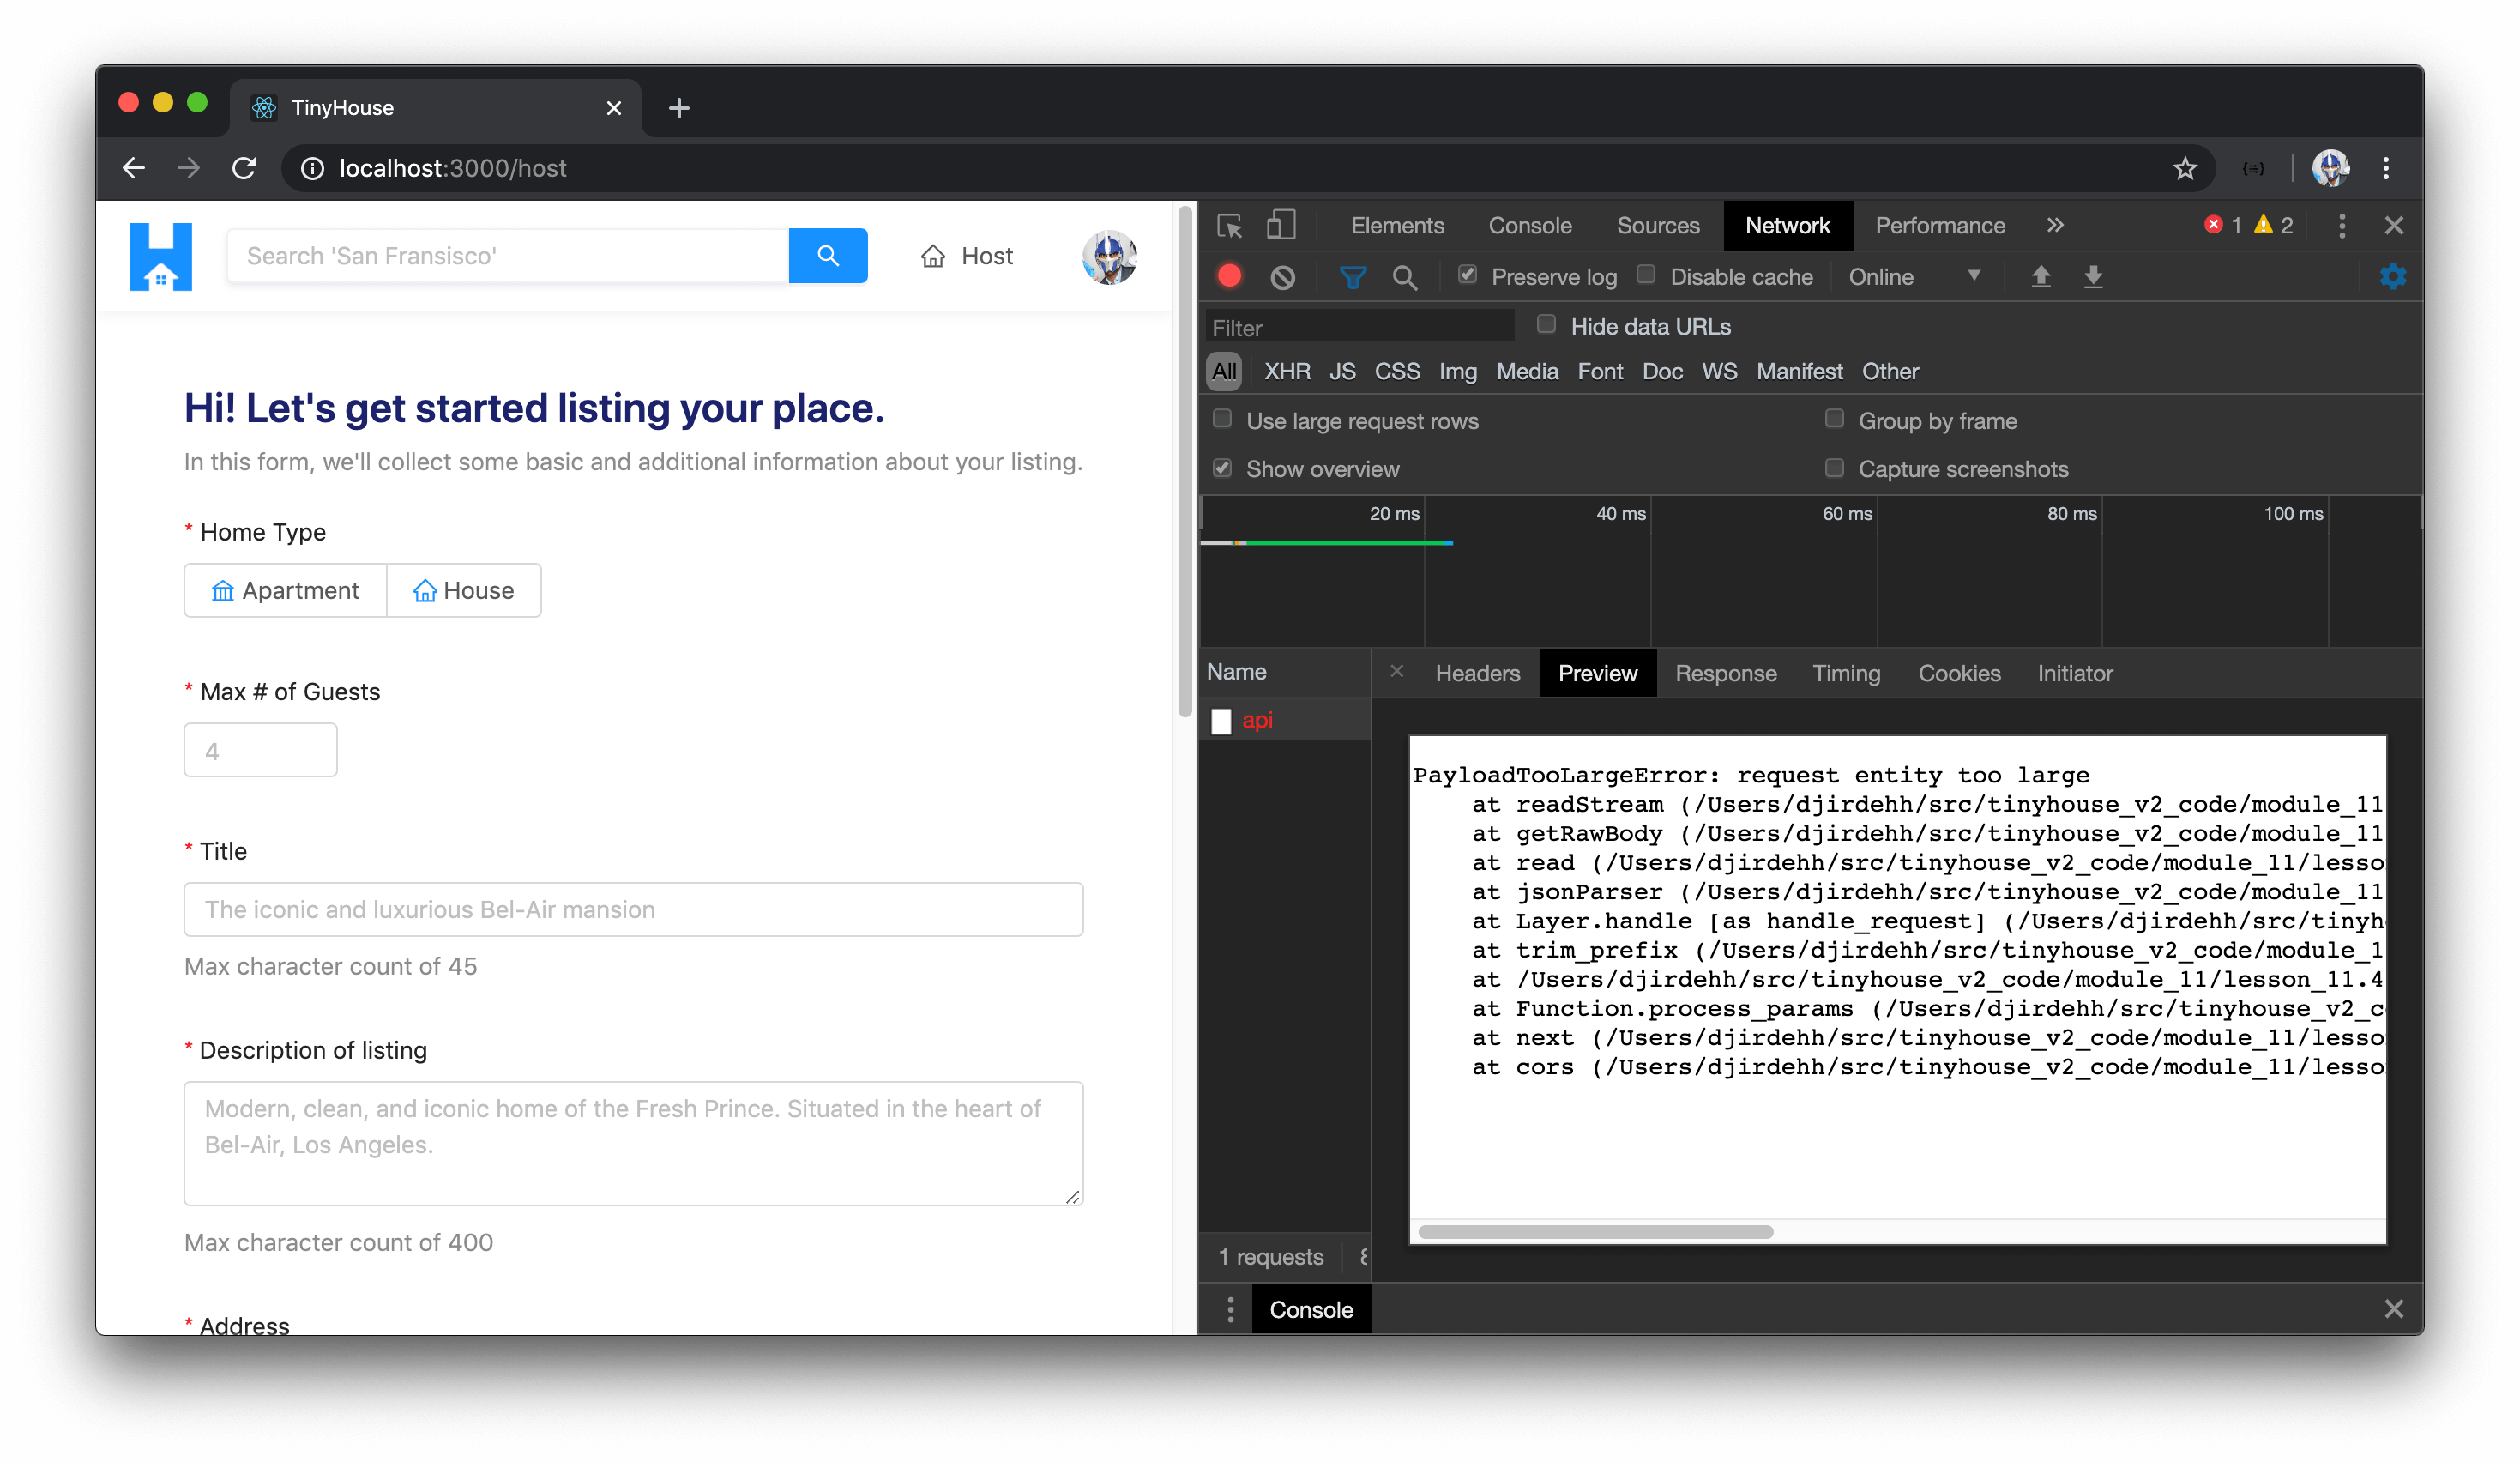 TinyHouse
localhost:3000/host
Search 'San Fransisco'
Host
Hi! Let's get started listing your place.
In this form, we'll collect some basic and additional information about your listing.
* Home Type
Apartment House
* Max # of Guests
4
* Title
The iconic and luxurious Bel-Air mansion
Max character count of 45
* Description of listing
Modern, clean, and iconic home of the Fresh Prince. Situated in the heart of
Bel-Air, Los Angeles.
Max character count of 400
* Address
Elements Console Sources Network Performance » 1 2
Preserve log Disable cache Online
Filter Hide data URLs
All XHR JS CSS Img Media Font Doc WS Manifest Other
Use large request rows Group by frame
Show overview Capture screenshots
20 ms 40 ms 60 ms 80 ms 100 ms
Name Headers Preview Response Timing Cookies Initiator
api
PayloadTooLargeError: request entity too large
at readStream (/Users/djirdehh/src/tinyhouse_v2_code/module_11
at getRawBody (/Users/djirdehh/src/tinyhouse_v2_code/module_11
at read (/Users/djirdehh/src/tinyhouse_v2_code/module_11/lesso
at jsonParser (/Users/djirdehh/src/tinyhouse_v2_code/module_11
at Layer.handle [as handle_request] (/Users/djirdehh/src/tinyh
at trim_prefix (/Users/djirdehh/src/tinyhouse_v2_code/module_1
at /Users/djirdehh/src/tinyhouse_v2_code/module_11/lesson_11.4
at Function.process_params (/Users/djirdehh/src/tinyhouse_v2_c
at next (/Users/djirdehh/src/tinyhouse_v2_code/module_11/lesso
at cors (/Users/djirdehh/src/tinyhouse_v2_code/module_11/lesso
1 requests
Console